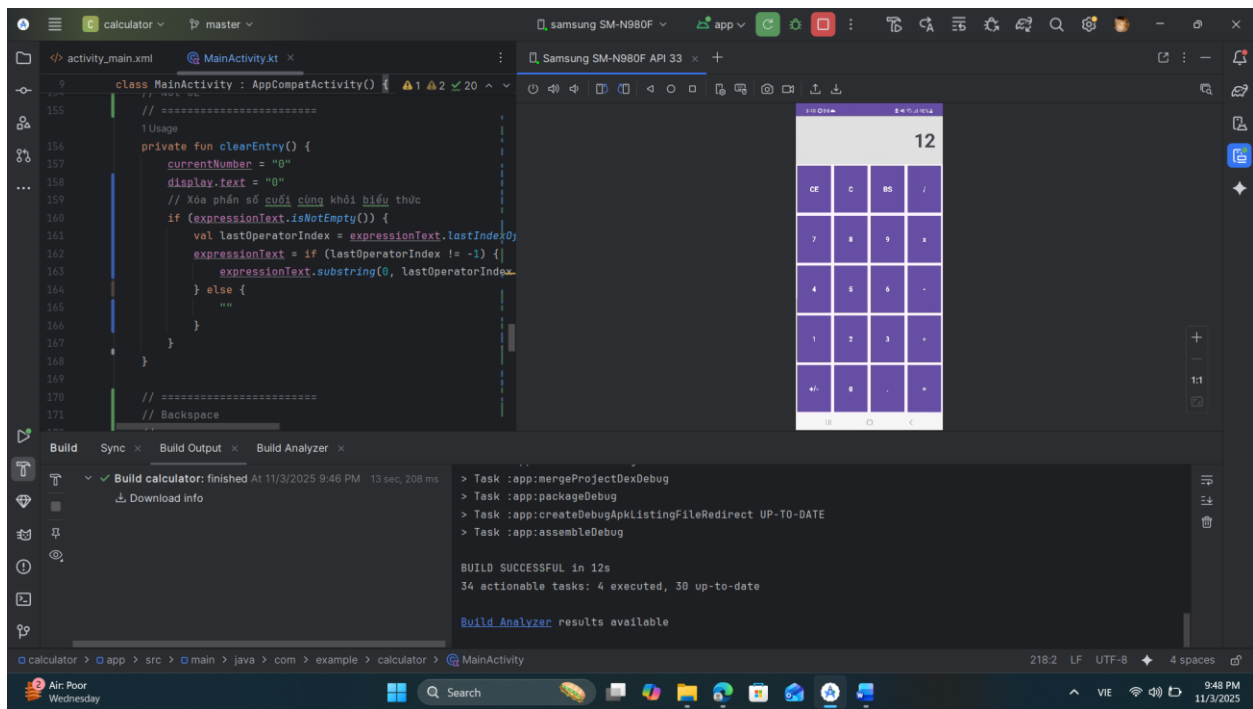 calculator
master
samsung SM-N980F
app
activity_main.xml
MainActivity.kt
Samsung SM-N980F API 33
9 class MainActivity : AppCompatActivity() {
1 2 20
155 // =========================
1 Usage
156 private fun clearEntry() {
157 currentNumber = "0"
158 display.text = "0"
159 // Xóa phần số cuối cùng khỏi biểu thức
160 if (expressionText.isNotEmpty()) {
161 val lastOperatorIndex = expressionText.lastIndexO
162 expressionText = if (lastOperatorIndex != -1) {
163 expressionText.substring(0, lastOperatorIndex
164 } else {
165 ""
166 }
167 }
168 }
169
170 // =========================
171 // Backspace
12
CE C BS /
7 8 9 x
4 5 6 -
1 2 3 +
+/- 0 . =
1:1
Build Sync Build Output Build Analyzer
Build calculator: finished At 11/3/2025 9:46 PM 13 sec, 208 ms
Download info
> Task :app:mergeProjectDexDebug
> Task :app:packageDebug
> Task :app:createDebugApkListingFileRedirect UP-TO-DATE
> Task :app:assembleDebug
BUILD SUCCESSFUL in 12s
34 actionable tasks: 4 executed, 30 up-to-date
Build Analyzer results available
calculator > app > src > main > java > com > example > calculator > MainActivity
218:2 LF UTF-8 4 spaces
2
Air: Poor
Wednesday
Search
VIE
9:48 PM
11/3/2025